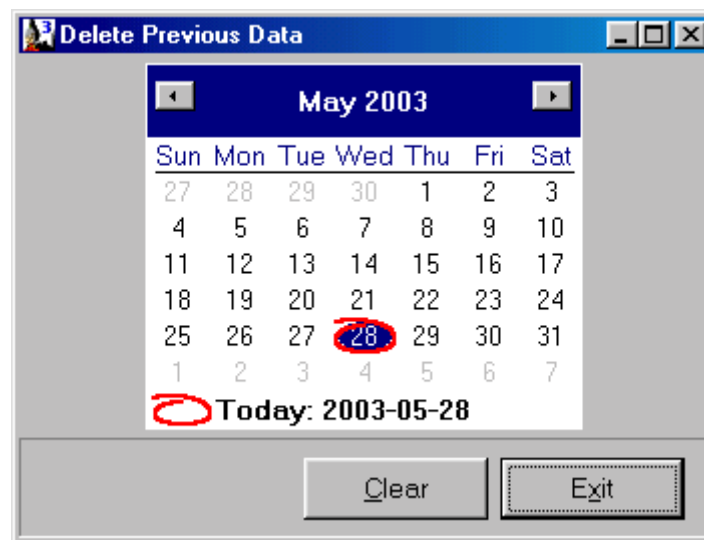 Delete Previous Data
May 2003
Sun Mon Tue Wed Thu Fri Sat
27 28 29 30 1 2 3
4 5 6 7 8 9 10
11 12 13 14 15 16 17
18 19 20 21 22 23 24
25 26 27 28 29 30 31
1 2 3 4 5 6 7
Today: 2003-05-28
Clear Exit